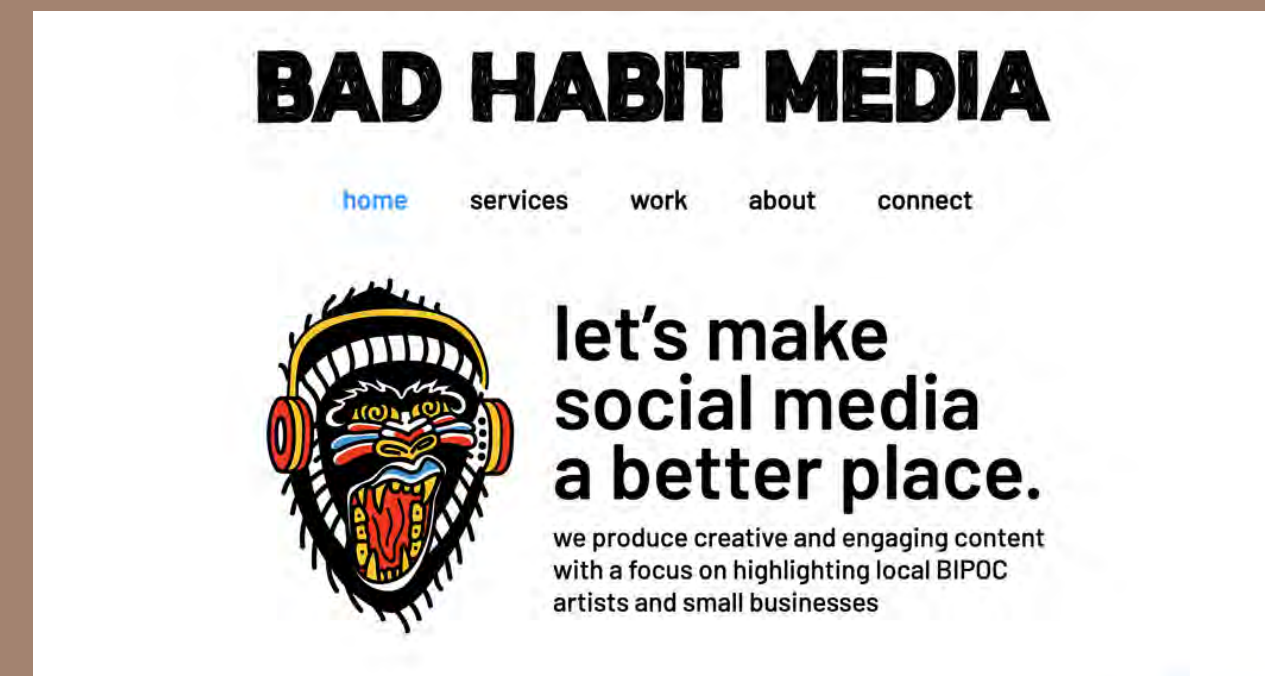 BAD HABIT MEDIA
home services work about connect
let's make
social media
a better place.
we produce creative and engaging content
with a focus on highlighting local BIPOC
artists and small businesses